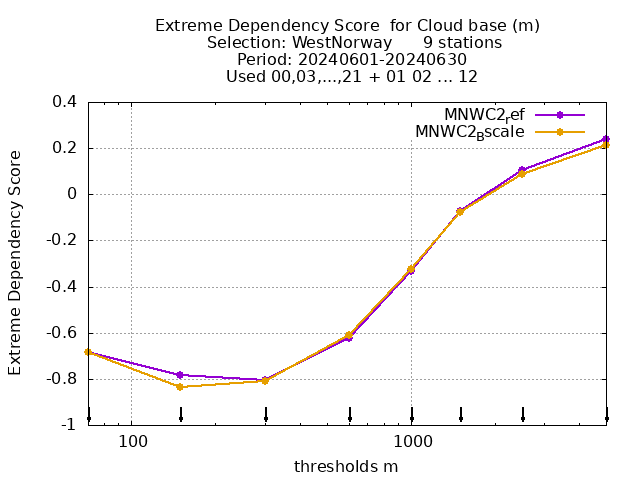 Extreme Dependency Score  for Cloud base (m)
Selection: WestNorway      9 stations
Period: 20240601-20240630
Used 00,03,...,21 + 01 02 ... 12
MNWC2ref
MNWC2Bscale
0.4
0.2
0
-0.2
-0.4
-0.6
-0.8
-1
Extreme Dependency Score
100
1000
thresholds m